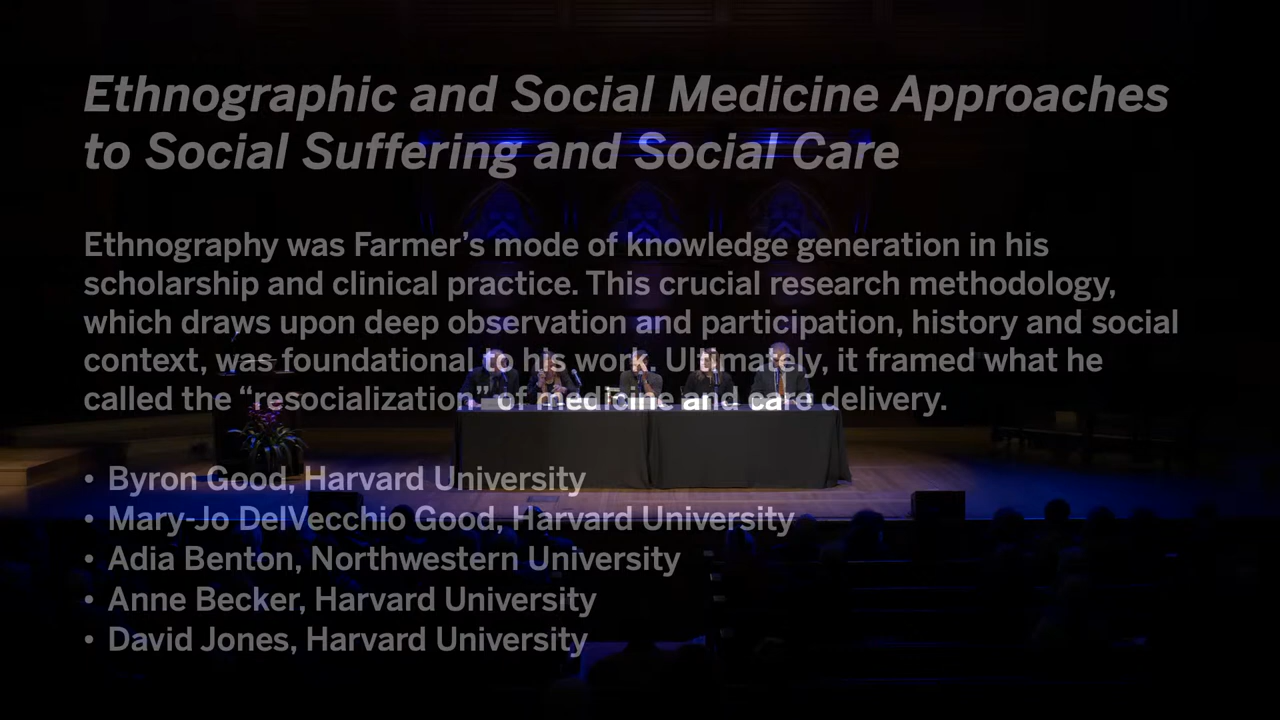 Ethnographic and Social Medicine Approaches
to Social Suffering and Social Care
Ethnography was Farmer’s mode of knowledge generation in his
scholarship and clinical practice. This crucial research methodology,
which draws upon deep observation and participation, history and social
context, was foundational to his work. Ultimately, it framed what he
called the “resocialization” of medicine and care delivery.
• Byron Good, Harvard University
• Mary-Jo DelVecchio Good, Harvard University
• Adia Benton, Northwestern University
• Anne Becker, Harvard University
• David Jones, Harvard University